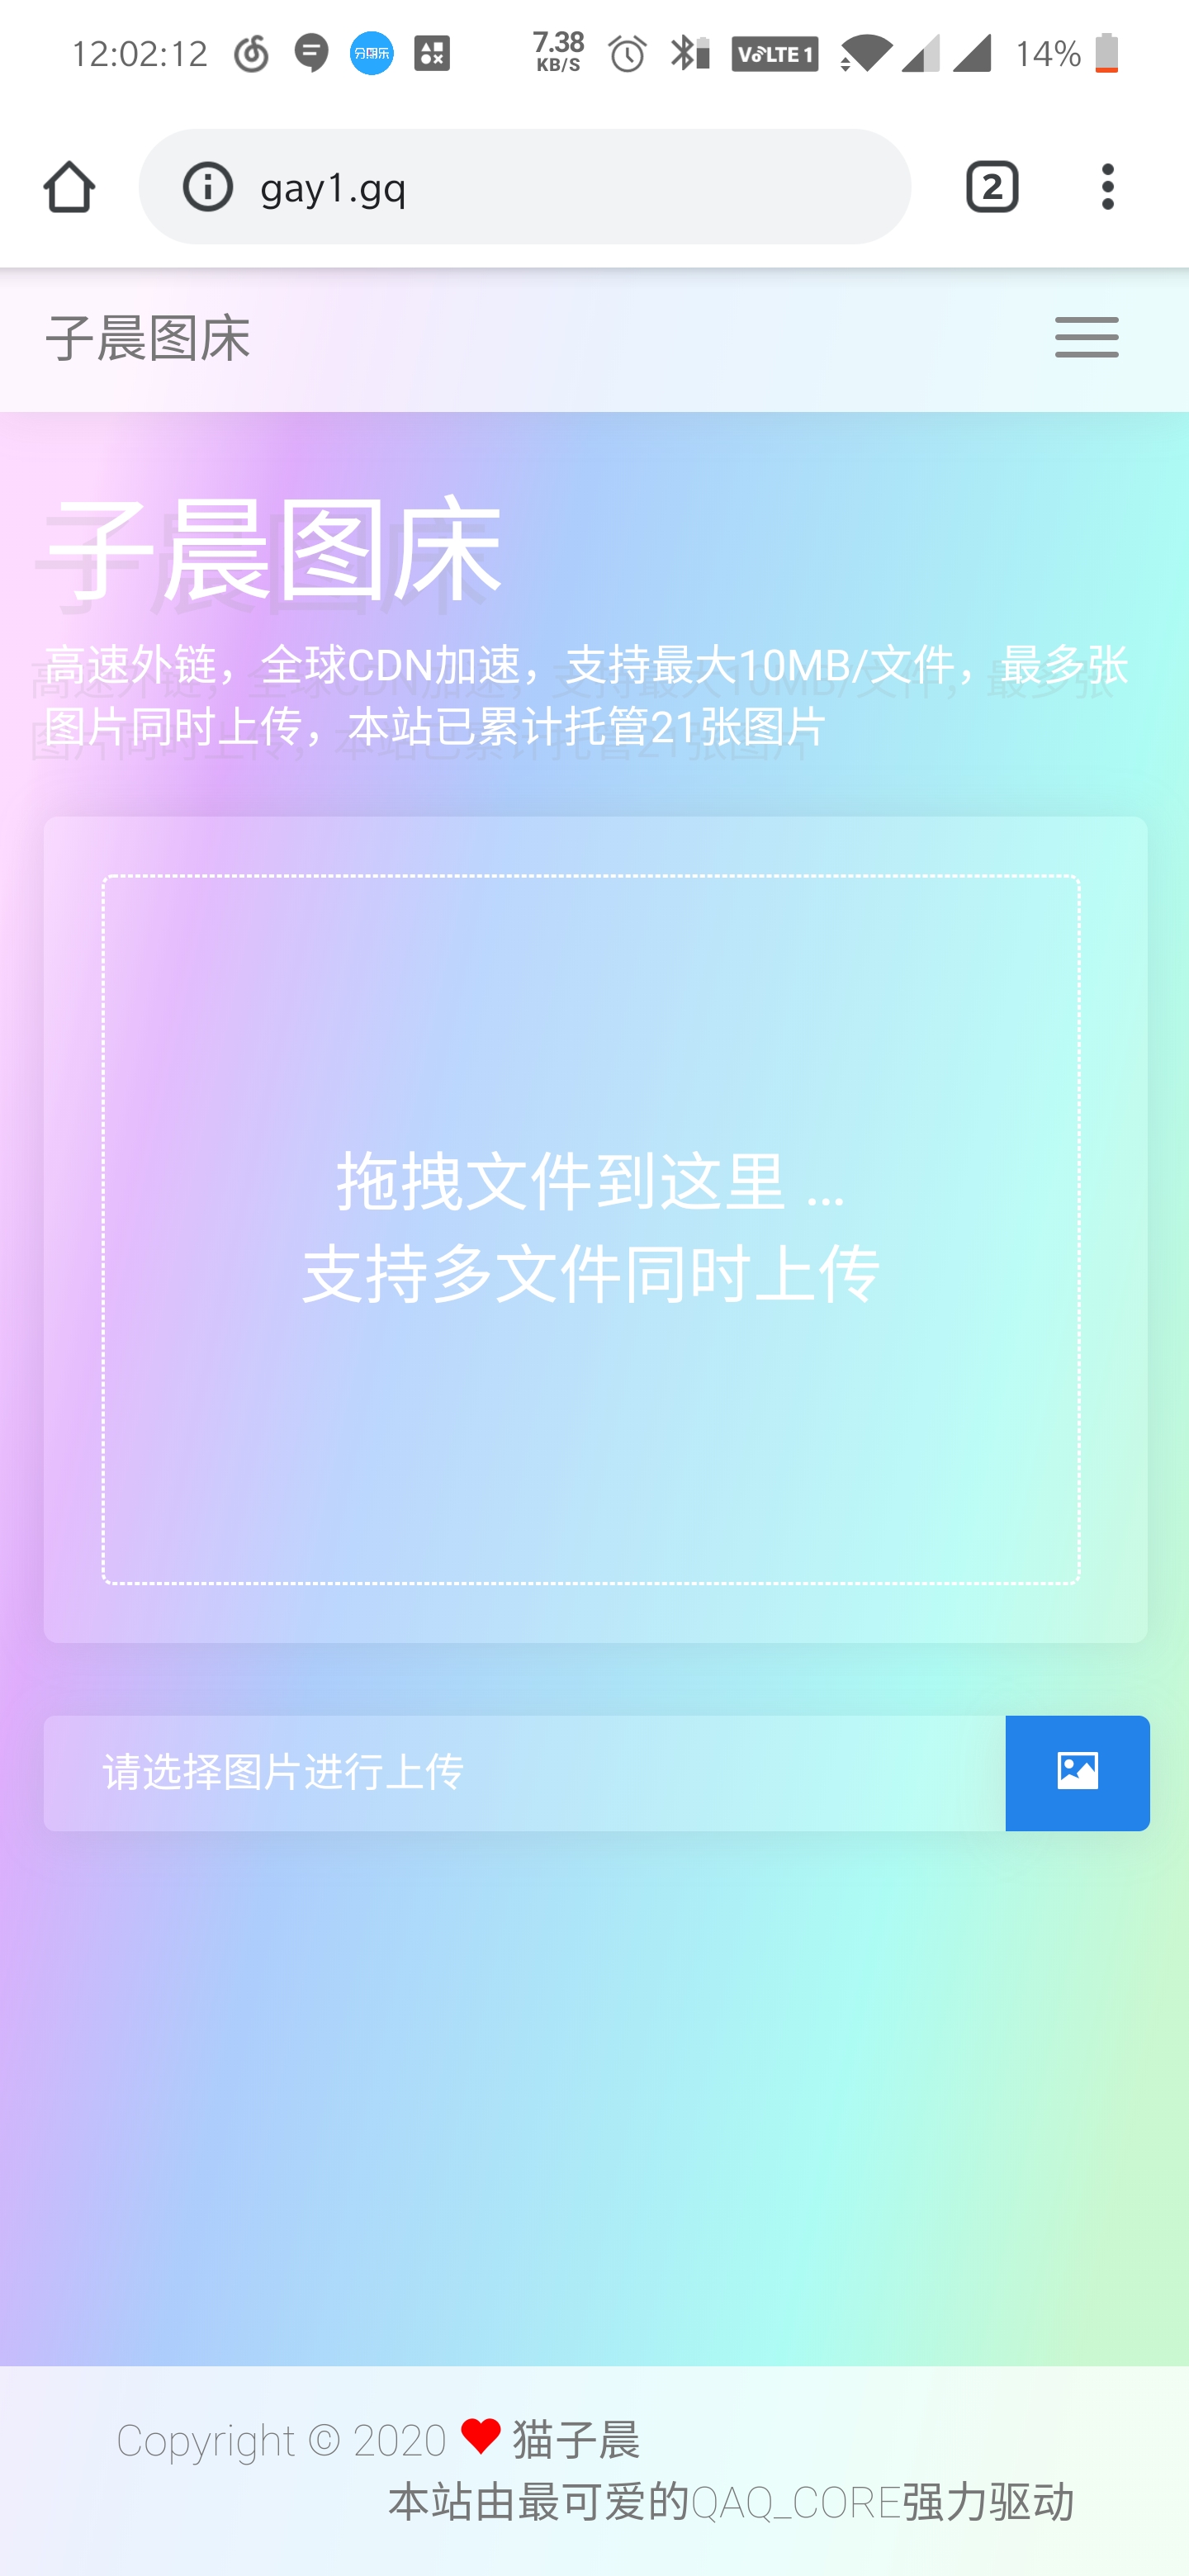 12:02:12 分期乐 7.38 KB/S VoLTE 1 14%
gay1.gq 2
子晨图床
子晨图床
高速外链，全球CDN加速，支持最大10MB/文件，最多张
图片同时上传，本站已累计托管21张图片
拖拽文件到这里 ...
支持多文件同时上传
请选择图片进行上传
Copyright © 2020 ❤ 猫子晨
本站由最可爱的QAQ_CORE强力驱动